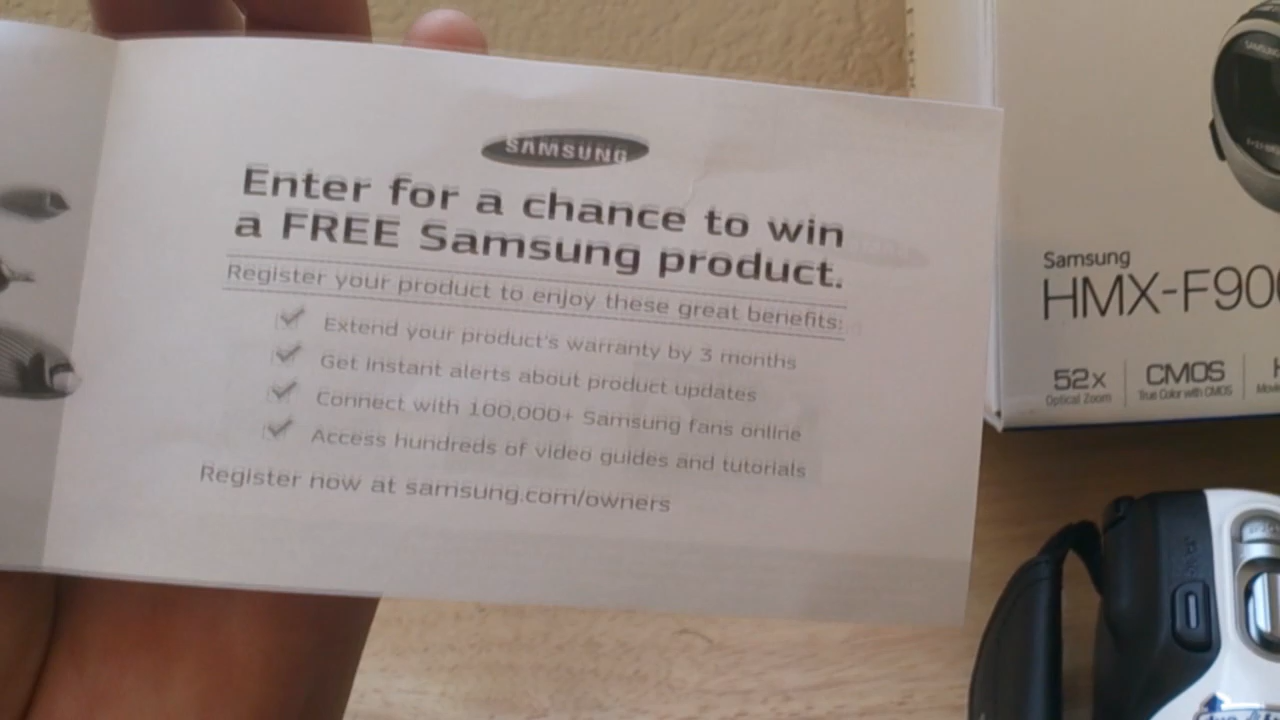 SAMSUNG
Enter for a chance to win
a FREE Samsung product.
Register your product to enjoy these great benefits:
Extend your product's warranty by 3 months
Get instant alerts about product updates
Connect with 100,000+ Samsung fans online
Access hundreds of video guides and tutorials
Register now at samsung.com/owners
Samsung
HMX-F90
52x
Optical Zoom
CMOS
True Color with CMOS
H